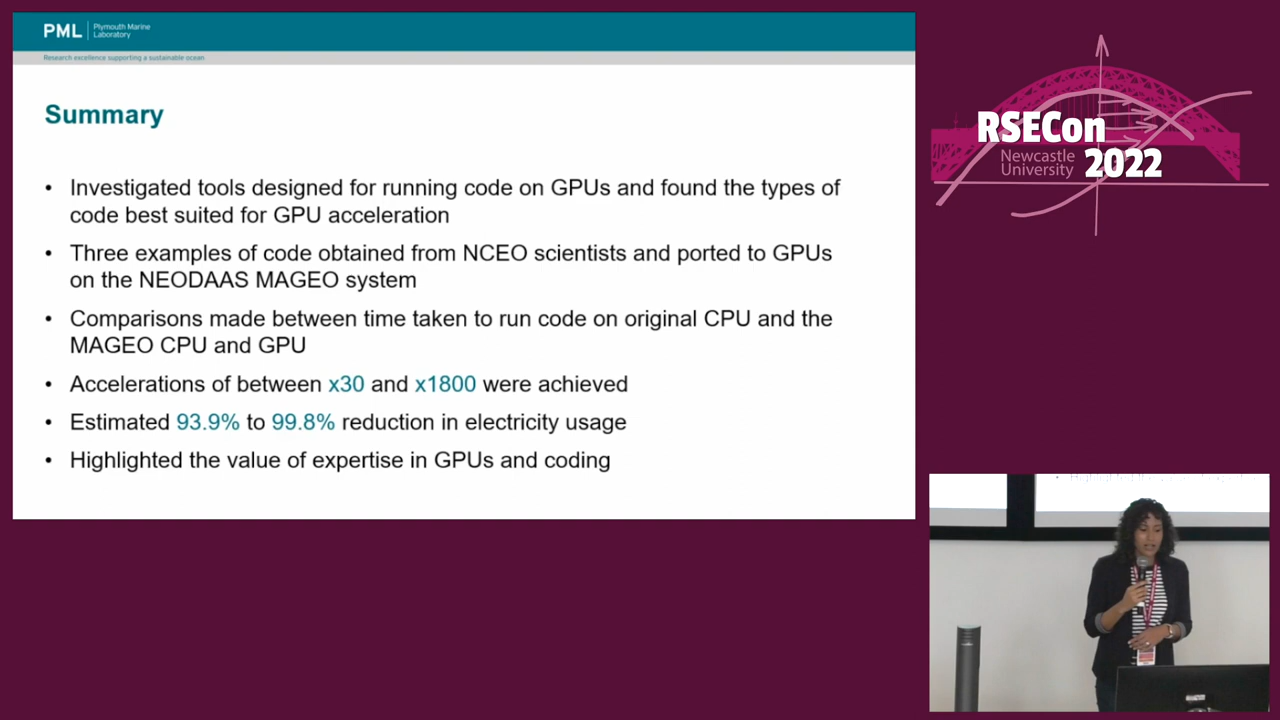 PML
Plymouth Marine
Laboratory
Research excellence supporting a sustainable ocean
Summary
• Investigated tools designed for running code on GPUs and found the types of
code best suited for GPU acceleration
• Three examples of code obtained from NCEO scientists and ported to GPUs
on the NEODAAS MAGEO system
• Comparisons made between time taken to run code on original CPU and the
MAGEO CPU and GPU
• Accelerations of between x30 and x1800 were achieved
• Estimated 93.9% to 99.8% reduction in electricity usage
• Highlighted the value of expertise in GPUs and coding
RSECon
Newcastle
University
2022